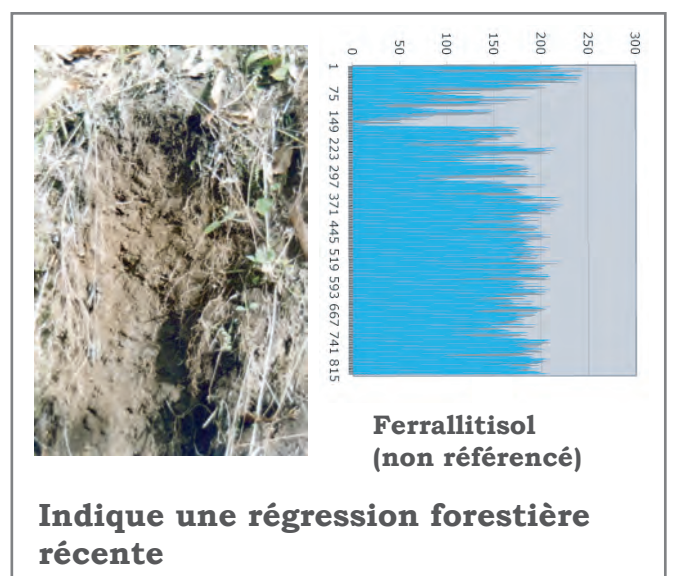 0 50 100 150 200 250 300
1 75 149 223 297 371 445 519 593 667 741 815
Ferrallitisol
(non référencé)
Indique une régression forestière
récente